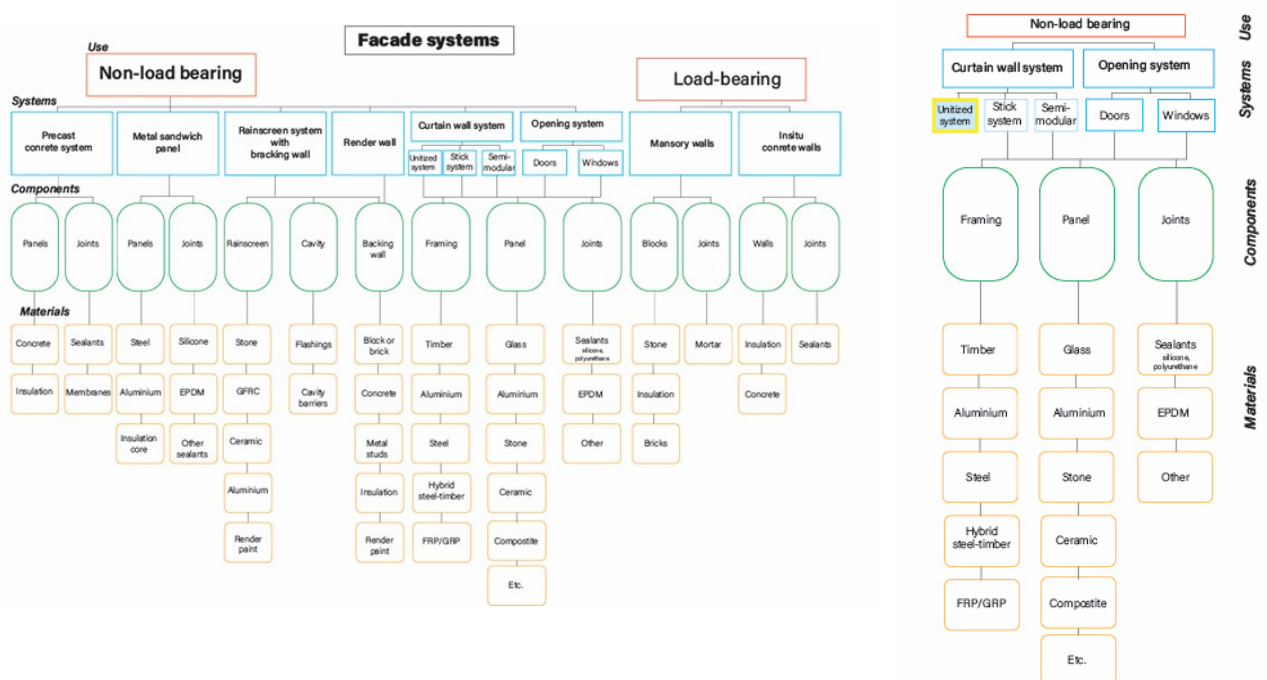 Facade systems
Use
Non-load bearing
Load-bearing
Systems
Precast
conrete system
Metal sandwich
panel
Rainscreen system
with
bracking wall
Render wall
Curtain wall system
Unitized
system
Stick
system
Semi-
modular
Opening system
Doors
Windows
Mansory walls
Insitu
conrete walls
Components
Panels
Joints
Panels
Joints
Rainscreen
Cavity
Backing
wall
Framing
Panel
Joints
Blocks
Joints
Walls
Joints
Materials
Concrete
Sealants
Steel
Silicone
Stone
Flashings
Block or
brick
Timber
Glass
Sealants
silicone,
polyurethane
Stone
Mortar
Insulation
Sealants
Insulation
Membranes
Aluminium
EPDM
GFRC
Cavity
barriers
Concrete
Aluminium
Aluminium
EPDM
Insulation
Concrete
Insulation
core
Other
sealants
Ceramic
Metal
studs
Steel
Stone
Other
Bricks
Aluminium
Insulation
Hybrid
steel-timber
Ceramic
Render
paint
Render
paint
FRP/GRP
Compostite
Etc.
Non-load bearing
Use
Curtain wall system
Opening system
Systems
Unitized
system
Stick
system
Semi-
modular
Doors
Windows
Framing
Panel
Joints
Components
Timber
Glass
Sealants
silicone,
polyurethane
Materials
Aluminium
Aluminium
EPDM
Steel
Stone
Other
Hybrid
steel-timber
Ceramic
FRP/GRP
Compostite
Etc.